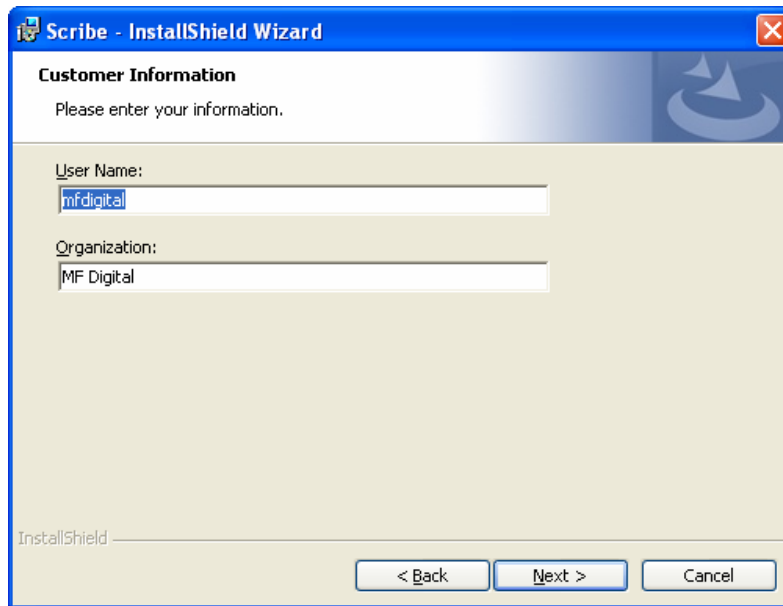 Scribe - InstallShield Wizard
Customer Information
Please enter your information.
User Name:
mfdigital
Organization:
MF Digital
InstallShield
< Back Next > Cancel